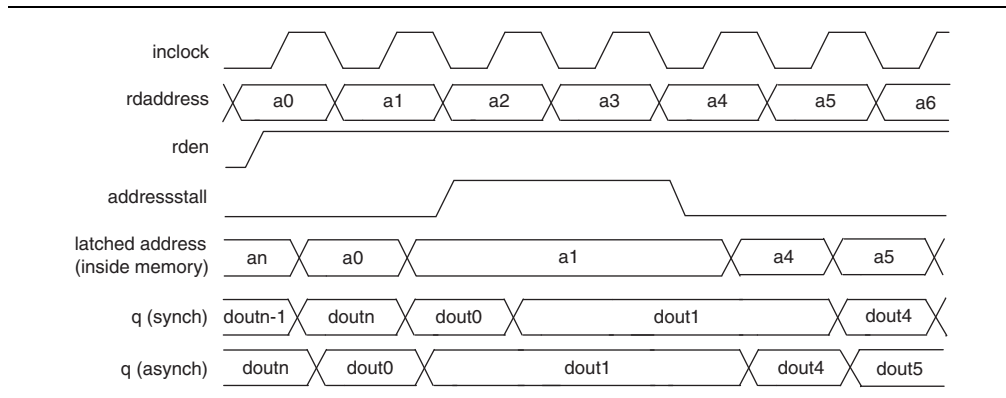 inclock
rdaddress a0 a1 a2 a3 a4 a5 a6
rden
addressstall
latched address
(inside memory) an a0 a1 a4 a5
q (synch) doutn-1 doutn dout0 dout1 dout4
q (asynch) doutn dout0 dout1 dout4 dout5